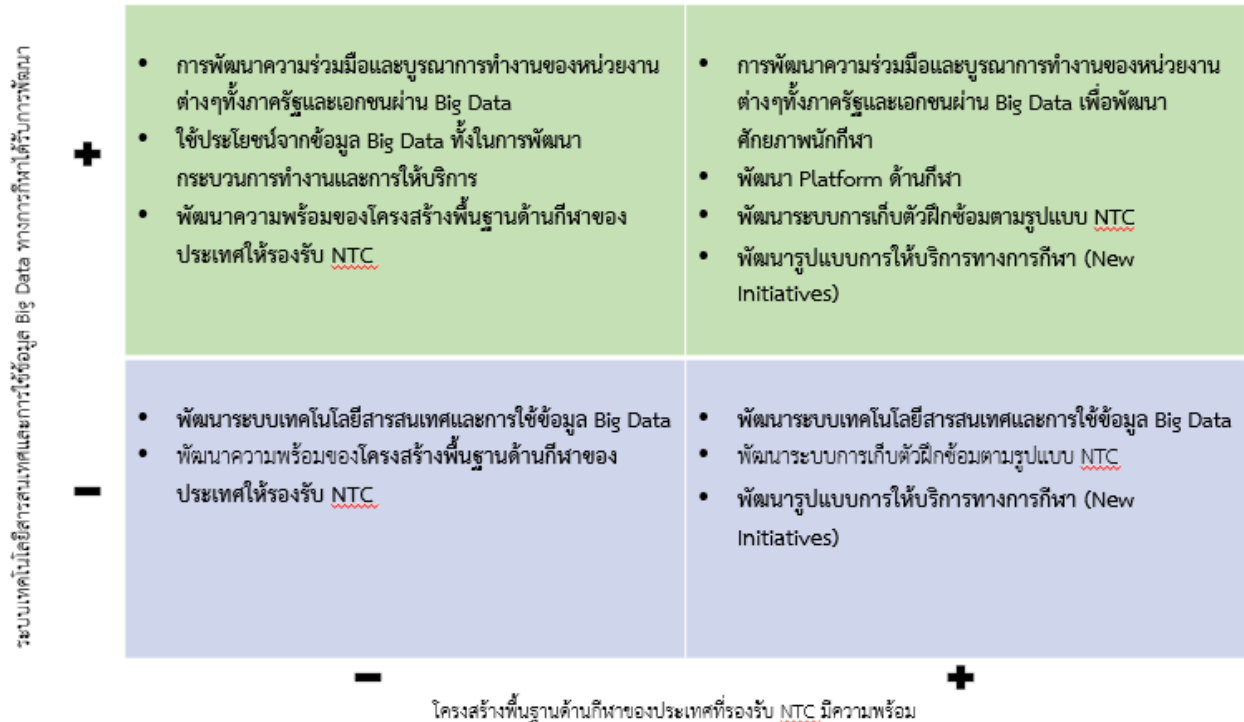 ระบบเทคโนโลยีสารสนเทศและการใช้ข้อมูล Big Data ทางการกีฬาได้รับการพัฒนา
+
• การพัฒนาความร่วมมือและบูรณาการทำงานของหน่วยงาน
ต่างๆทั้งภาครัฐและเอกชนผ่าน Big Data
• ใช้ประโยชน์จากข้อมูล Big Data ทั้งในการพัฒนา
กระบวนการทำงานและการให้บริการ
• พัฒนาความพร้อมของโครงสร้างพื้นฐานด้านกีฬาของ
ประเทศให้รองรับ NTC
• การพัฒนาความร่วมมือและบูรณาการทำงานของหน่วยงาน
ต่างๆทั้งภาครัฐและเอกชนผ่าน Big Data เพื่อพัฒนา
ศักยภาพนักกีฬา
• พัฒนา Platform ด้านกีฬา
• พัฒนาระบบการเก็บตัวฝึกซ้อมตามรูปแบบ NTC
• พัฒนารูปแบบการให้บริการทางการกีฬา (New
Initiatives)
−
• พัฒนาระบบเทคโนโลยีสารสนเทศและการใช้ข้อมูล Big Data
• พัฒนาความพร้อมของโครงสร้างพื้นฐานด้านกีฬาของ
ประเทศให้รองรับ NTC
• พัฒนาระบบเทคโนโลยีสารสนเทศและการใช้ข้อมูล Big Data
• พัฒนาระบบการเก็บตัวฝึกซ้อมตามรูปแบบ NTC
• พัฒนารูปแบบการให้บริการทางการกีฬา (New
Initiatives)
− +
โครงสร้างพื้นฐานด้านกีฬาของประเทศที่รองรับ NTC มีความพร้อม